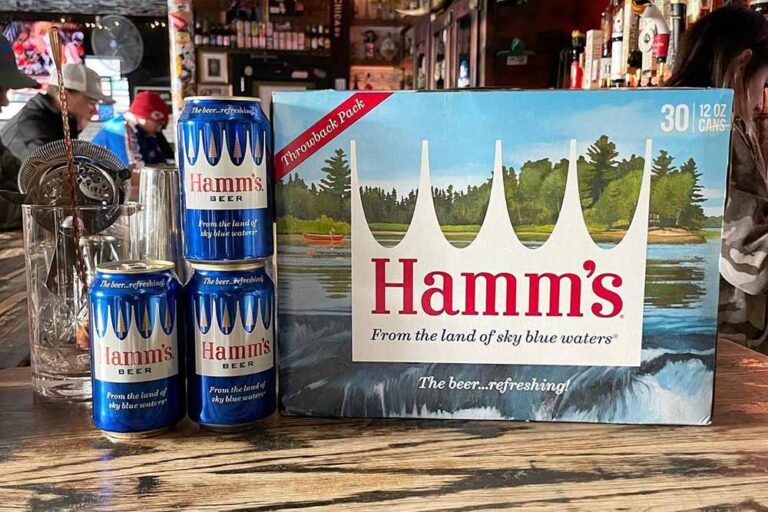 Throwback Pack
30 12 OZ
CANS
Hamm's
From the land of sky blue waters®
The beer...refreshing!
The beer...refreshing!
Hamm's
BEER
From the land of
sky blue waters®
The beer...refreshing!
Hamm's
BEER
From the land of
sky blue waters®
The beer...refreshing!
Hamm's
BEER
From the land of
sky blue waters®